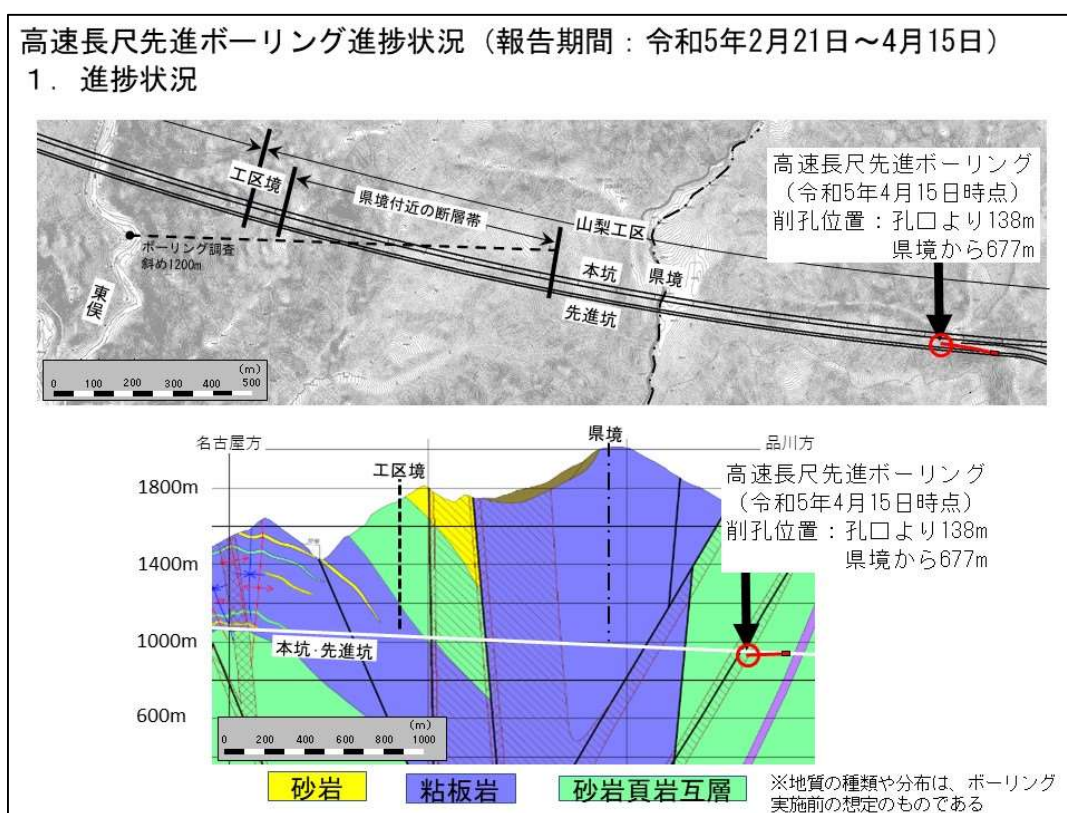 高速長尺先進ボーリング進捗状況（報告期間：令和5年2月21日～4月15日）
１．進捗状況
高速長尺先進ボーリング
（令和5年4月15日時点）
削孔位置：孔口より138m
県境から677m
工区境
県境付近の断層帯
山梨工区
ボーリング調査
斜め1200m
本坑
県境
東俣
先進坑
(m)
0 100 200 300 400 500
名古屋方
県境
品川方
工区境
高速長尺先進ボーリング
（令和5年4月15日時点）
削孔位置：孔口より138m
県境から677m
1800m
1400m
1000m
本坑・先進坑
600m
(m)
0 200 400 600 800 1000
砂岩
粘板岩
砂岩頁岩互層
※地質の種類や分布は、ボーリング
実施前の想定のものである